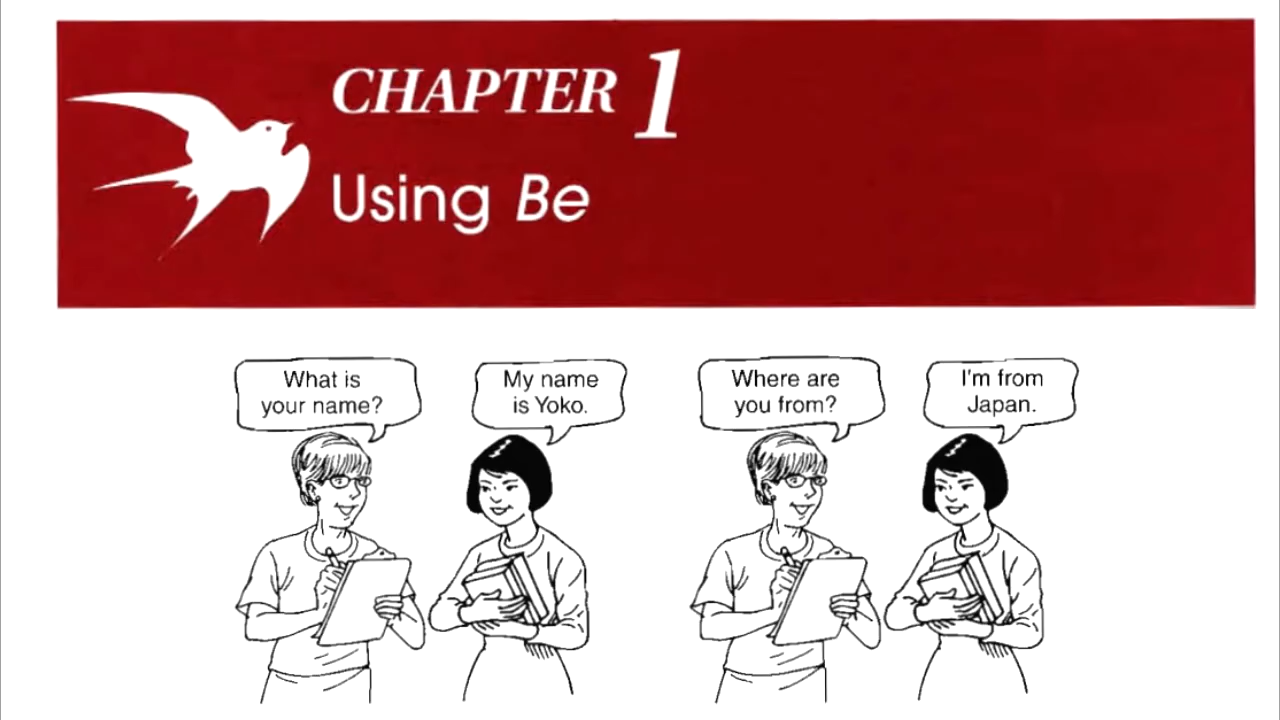 CHAPTER 1
Using Be
What is
your name?
My name
is Yoko.
Where are
you from?
I'm from
Japan.